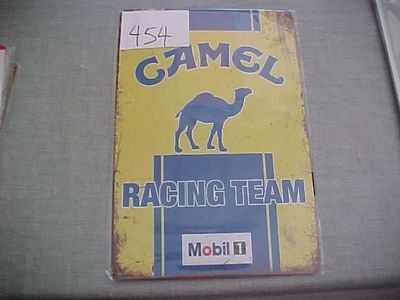 454
CAMEL
RACING TEAM
Mobil 1